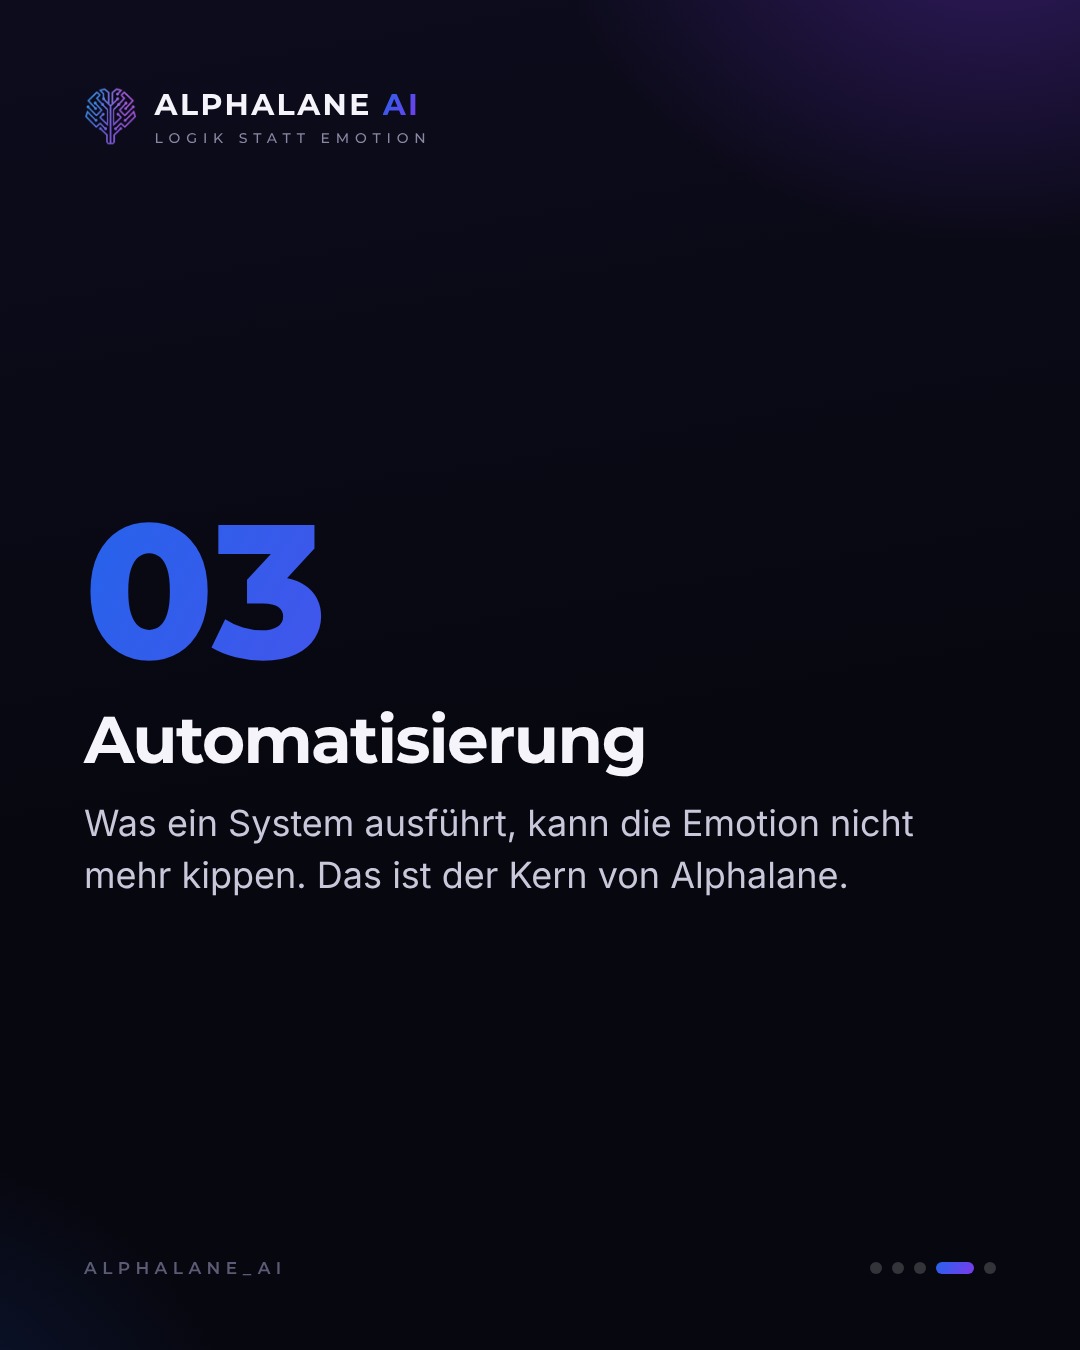 ALPHALANE AI
LOGIK STATT EMOTION
03
Automatisierung
Was ein System ausführt, kann die Emotion nicht
mehr kippen. Das ist der Kern von Alphalane.
ALPHALANE_AI